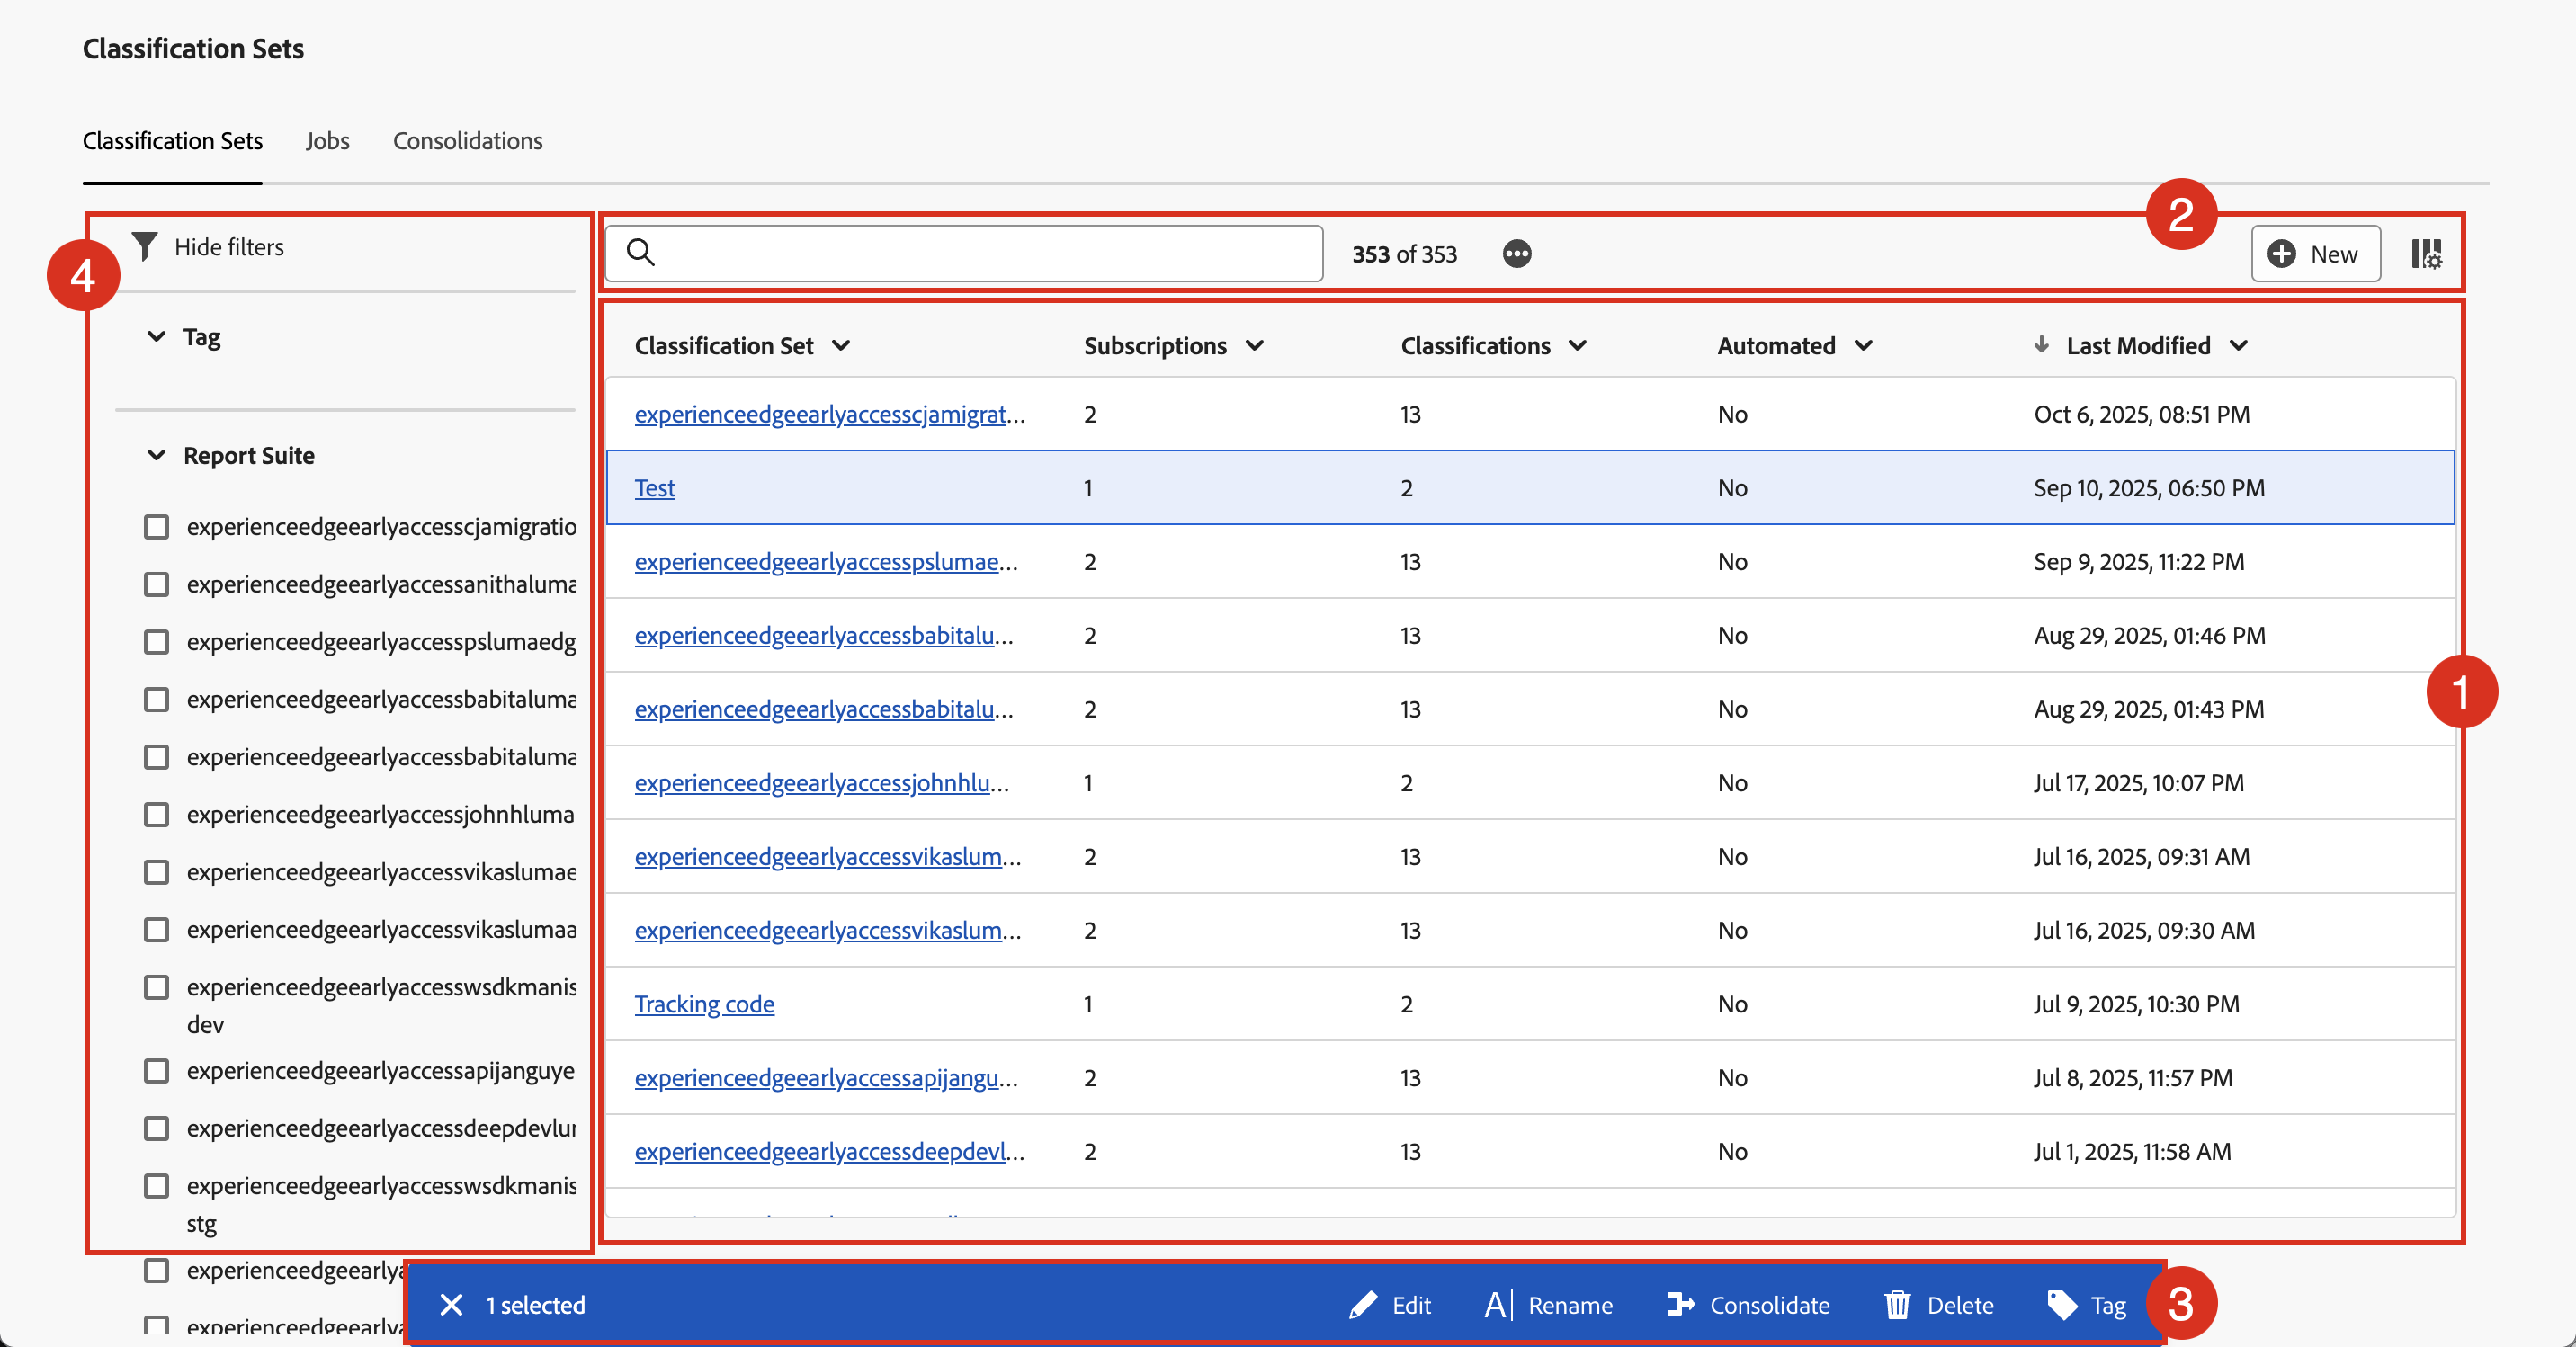 Classification Sets
Classification Sets Jobs Consolidations
2
4
Hide filters
353 of 353
New
Tag
Report Suite
experienceedgeearlyaccesscjamigratio
experienceedgeearlyaccessanithaluma
experienceedgeearlyaccesspslumaedg
experienceedgeearlyaccessbabitaluma
experienceedgeearlyaccessbabitaluma
experienceedgeearlyaccessjohnhluma
experienceedgeearlyaccessvikaslumae
experienceedgeearlyaccessvikaslumaa
experienceedgeearlyaccesswsdkmanis
dev
experienceedgeearlyaccessapijanguye
experienceedgeearlyaccessdeepdevlur
experienceedgeearlyaccesswsdkmanis
stg
experienceedgeearlya
experienceedgeearlya
Classification Set Subscriptions Classifications Automated Last Modified
experienceedgeearlyaccesscjamigrat... 2 13 No Oct 6, 2025, 08:51 PM
Test 1 2 No Sep 10, 2025, 06:50 PM
experienceedgeearlyaccesspslumae... 2 13 No Sep 9, 2025, 11:22 PM
experienceedgeearlyaccessbabitalu... 2 13 No Aug 29, 2025, 01:46 PM
experienceedgeearlyaccessbabitalu... 2 13 No Aug 29, 2025, 01:43 PM
1
experienceedgeearlyaccessjohnhlu... 1 2 No Jul 17, 2025, 10:07 PM
experienceedgeearlyaccessvikaslum... 2 13 No Jul 16, 2025, 09:31 AM
experienceedgeearlyaccessvikaslum... 2 13 No Jul 16, 2025, 09:30 AM
Tracking code 1 2 No Jul 9, 2025, 10:30 PM
experienceedgeearlyaccessapijangu... 2 13 No Jul 8, 2025, 11:57 PM
experienceedgeearlyaccessdeepdevl... 2 13 No Jul 1, 2025, 11:58 AM
1 selected Edit Rename Consolidate Delete Tag
3